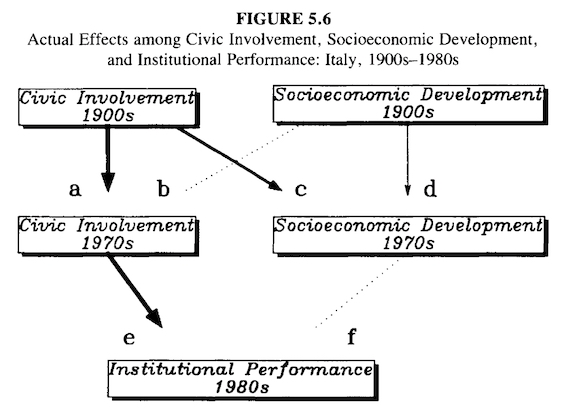 FIGURE 5.6
Actual Effects among Civic Involvement, Socioeconomic Development,
and Institutional Performance: Italy, 1900s–1980s
Civic Involvement
1900s
Socioeconomic Development
1900s
a
b
c
d
Civic Involvement
1970s
Socioeconomic Development
1970s
e
f
Institutional Performance
1980s